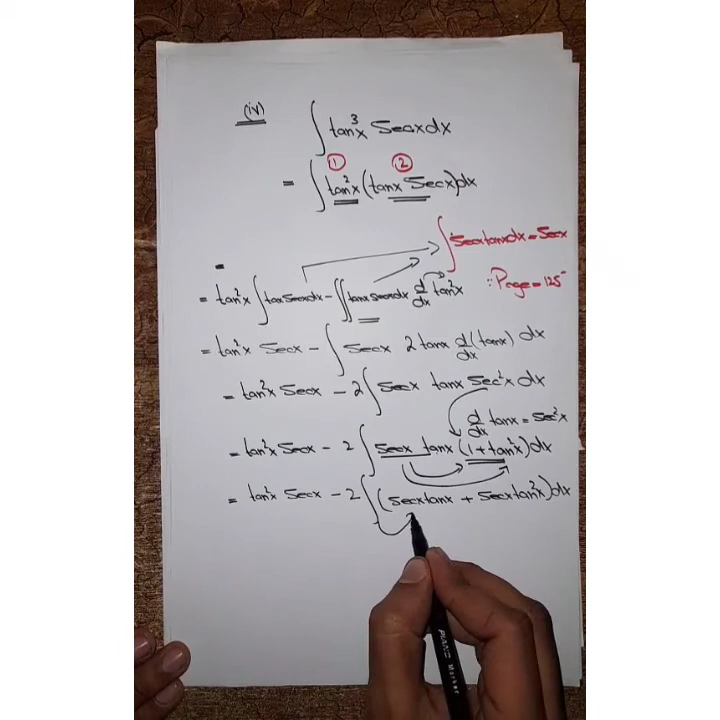 (iv)
∫ tan³x Secx dx
① ②
= ∫ tan²x (tanx Secx) dx
∫ Secx tanx dx = Secx
∵ Page = 125
=
= tan²x ∫ tanx Secx dx - ∫∫ tanx secx dx d/dx tan²x
= tan²x Secx - ∫ Secx 2 tanx d/dx (tanx) dx
= tan²x Secx - 2 ∫ Secx tanx Sec²x dx
d/dx tanx = Sec²x
= tan²x Secx - 2 ∫ Secx tanx (1 + tan²x) dx
= tan²x Secx - 2 ∫ (Secx tanx + Secx tan³x) dx
PIANO Marker